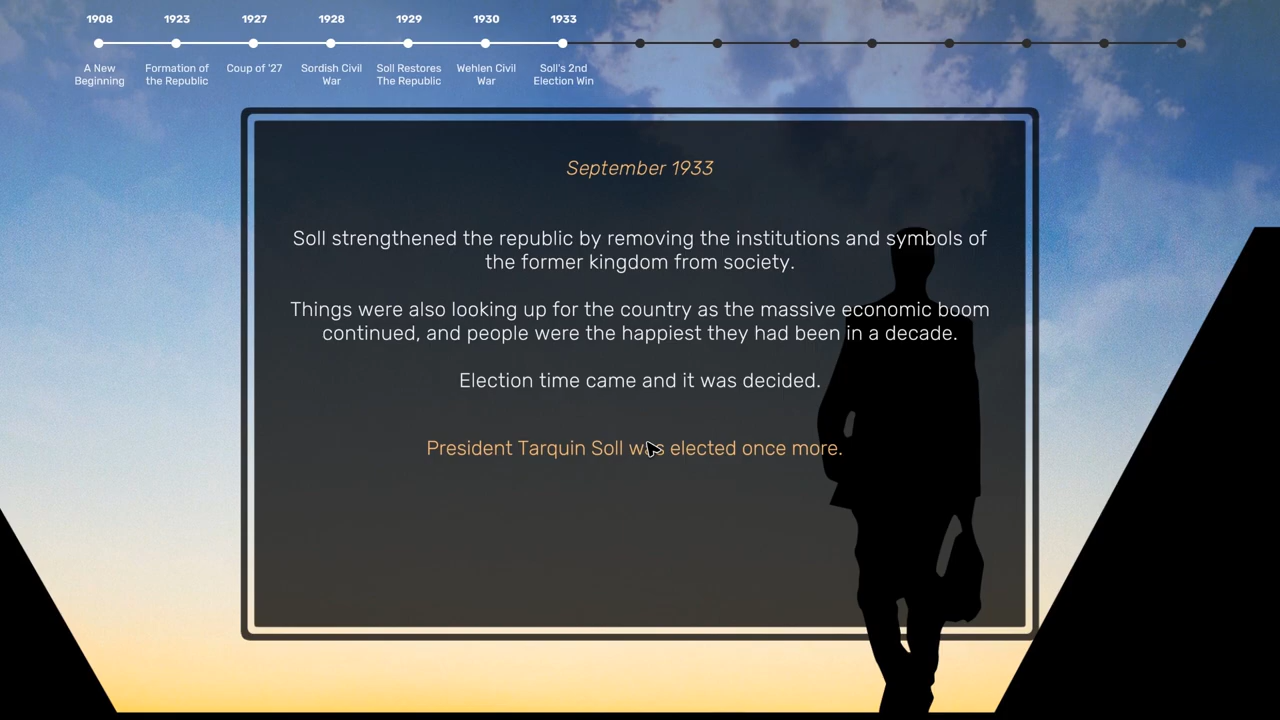 1908
1923
1927
1928
1929
1930
1933
A New
Beginning
Formation of
the Republic
Coup of '27
Sordish Civil
War
Soll Restores
The Republic
Wehlen Civil
War
Soll's 2nd
Election Win
September 1933
Soll strengthened the republic by removing the institutions and symbols of
the former kingdom from society.
Things were also looking up for the country as the massive economic boom
continued, and people were the happiest they had been in a decade.
Election time came and it was decided.
President Tarquin Soll was elected once more.